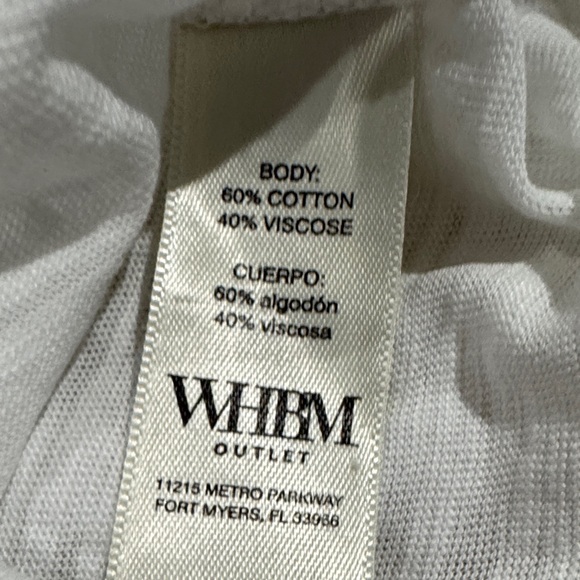 BODY:
60% COTTON
40% VISCOSE
CUERPO:
60% algodón
40% viscosa
WHBM
OUTLET
11215 METRO PARKWAY
FORT MYERS, FL 33966